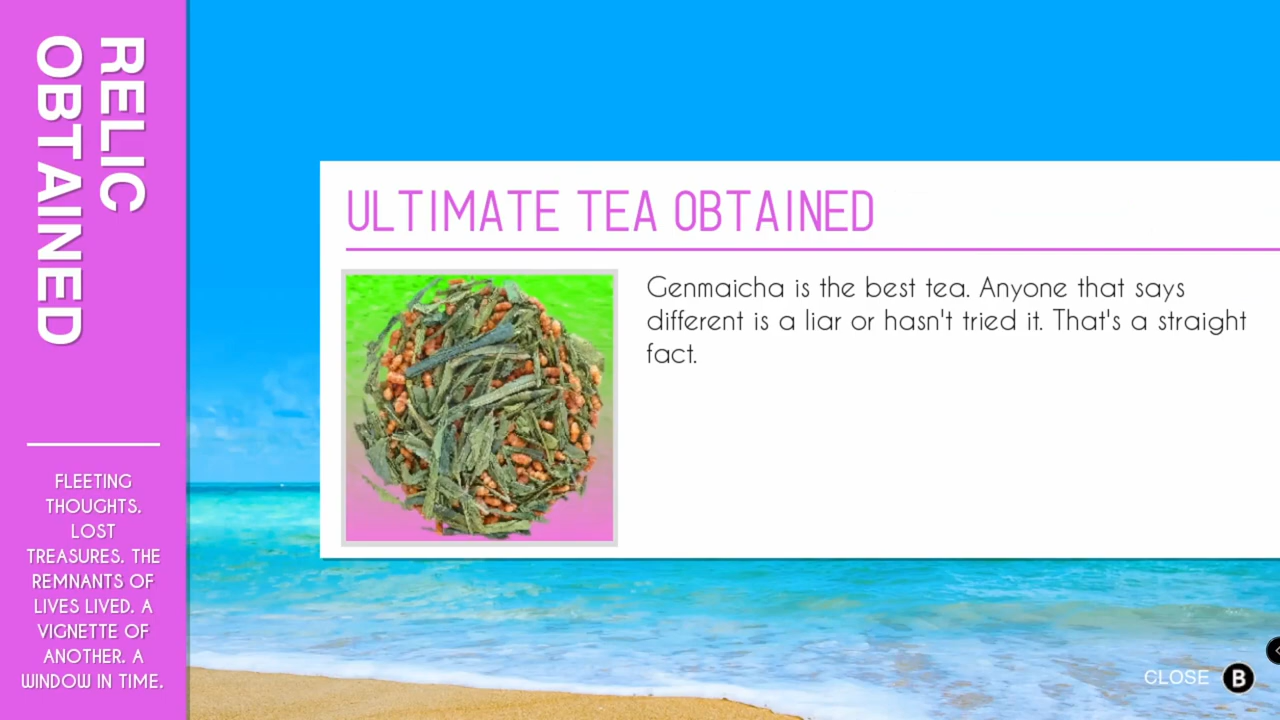 RELIC
OBTAINED
FLEETING
THOUGHTS.
LOST
TREASURES. THE
REMNANTS OF
LIVES LIVED. A
VIGNETTE OF
ANOTHER. A
WINDOW IN TIME.
ULTIMATE TEA OBTAINED
Genmaicha is the best tea. Anyone that says
different is a liar or hasn't tried it. That's a straight
fact.
CLOSE B